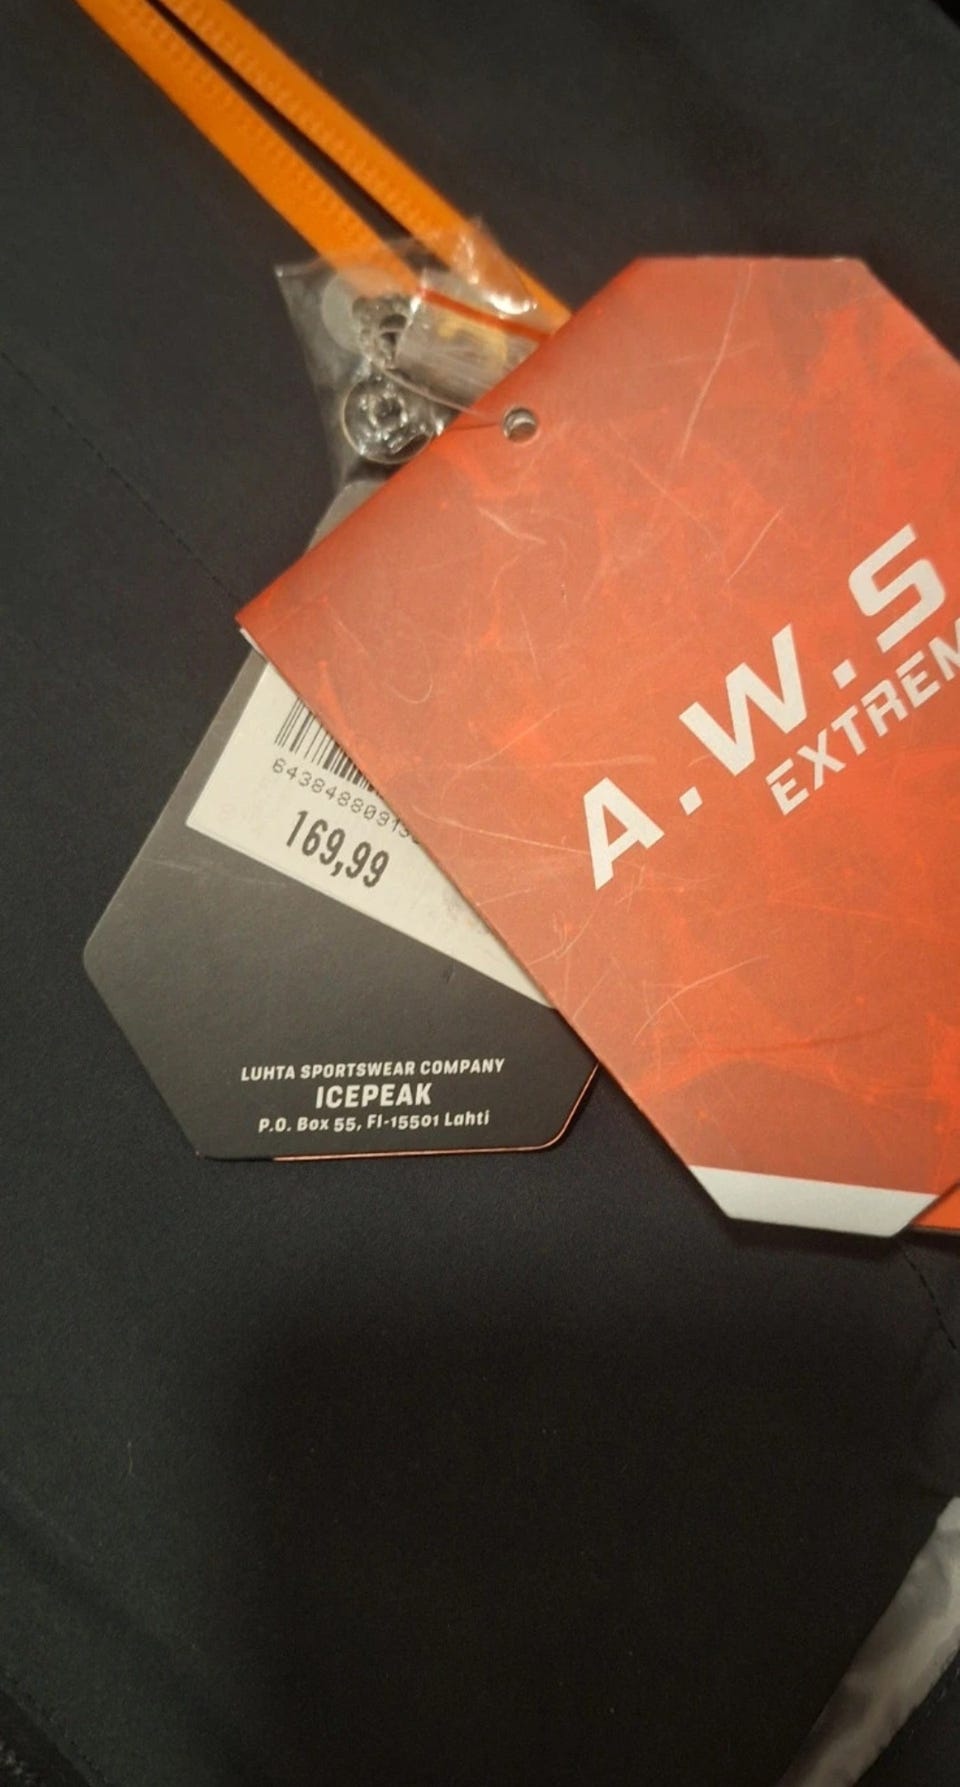 A.W.S
EXTREM
169,99
LUHTA SPORTSWEAR COMPANY
ICEPEAK
P.O. Box 55, FI-15501 Lahti